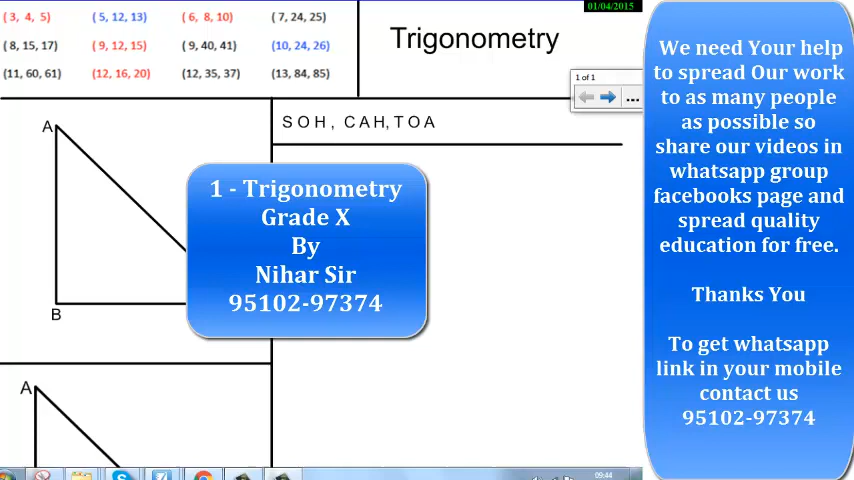 ( 3, 4, 5) ( 5, 12, 13) ( 6, 8, 10) ( 7, 24, 25)
( 8, 15, 17) ( 9, 12, 15) ( 9, 40, 41) (10, 24, 26)
(11, 60, 61) (12, 16, 20) (12, 35, 37) (13, 84, 85)
01/04/2015
Trigonometry
1 of 1
...
S O H , C A H, T O A
A
B
A
1 - Trigonometry
Grade X
By
Nihar Sir
95102-97374
We need Your help
to spread Our work
to as many people
as possible so
share our videos in
whatsapp group
facebooks page and
spread quality
education for free.
Thanks You
To get whatsapp
link in your mobile
contact us
95102-97374
09:44